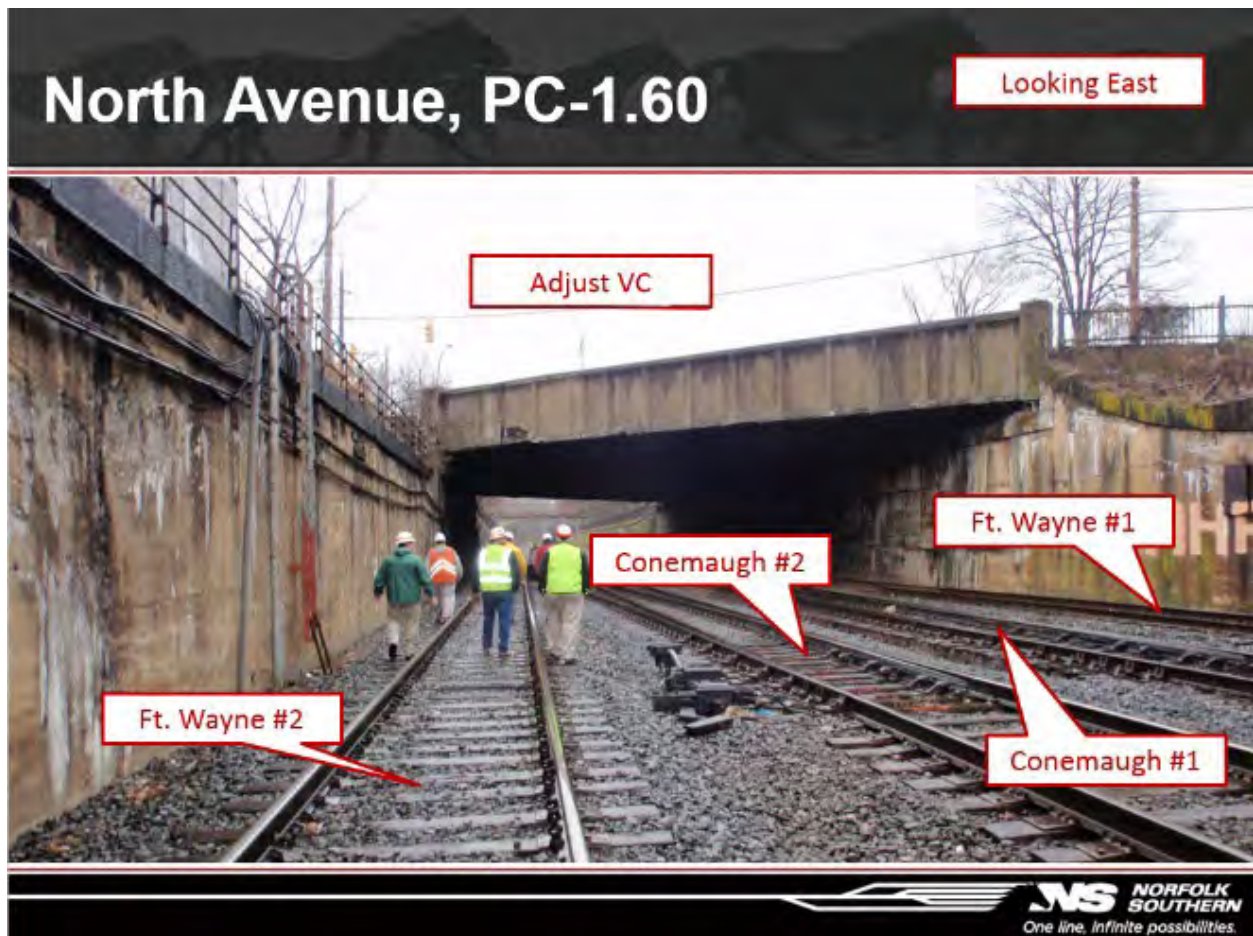 North Avenue, PC-1.60
Looking East
Adjust VC
Ft. Wayne #1
Conemaugh #2
Ft. Wayne #2
Conemaugh #1
NS NORFOLK
SOUTHERN
One line, infinite possibilities.